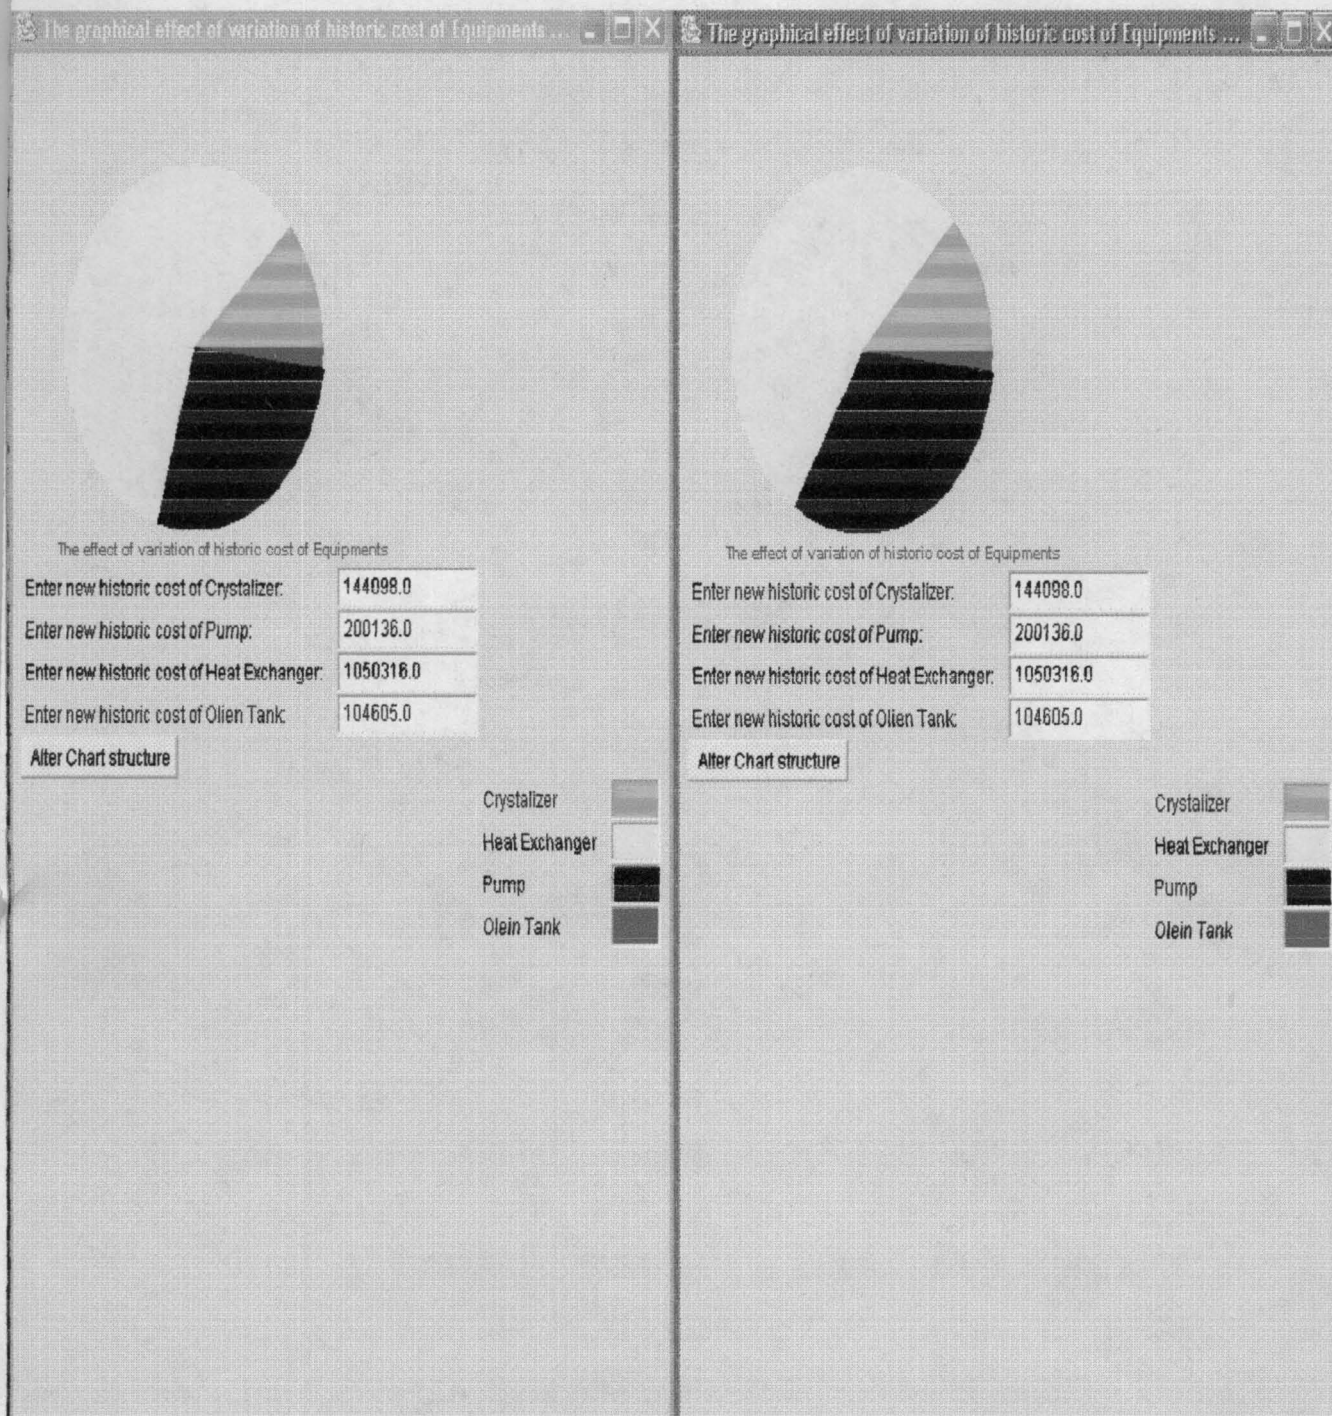 The graphical effect of variation of historic cost of Equipments ...
The effect of variation of historic cost of Equipments
Enter new historic cost of Crystalizer: 144098.0
Enter new historic cost of Pump: 200136.0
Enter new historic cost of Heat Exchanger: 1050316.0
Enter new historic cost of Olien Tank: 104605.0
Alter Chart structure
Crystalizer
Heat Exchanger
Pump
Olein Tank
The graphical effect of variation of historic cost of Equipments ...
The effect of variation of historic cost of Equipments
Enter new historic cost of Crystalizer: 144098.0
Enter new historic cost of Pump: 200136.0
Enter new historic cost of Heat Exchanger: 1050316.0
Enter new historic cost of Olien Tank: 104605.0
Alter Chart structure
Crystalizer
Heat Exchanger
Pump
Olein Tank